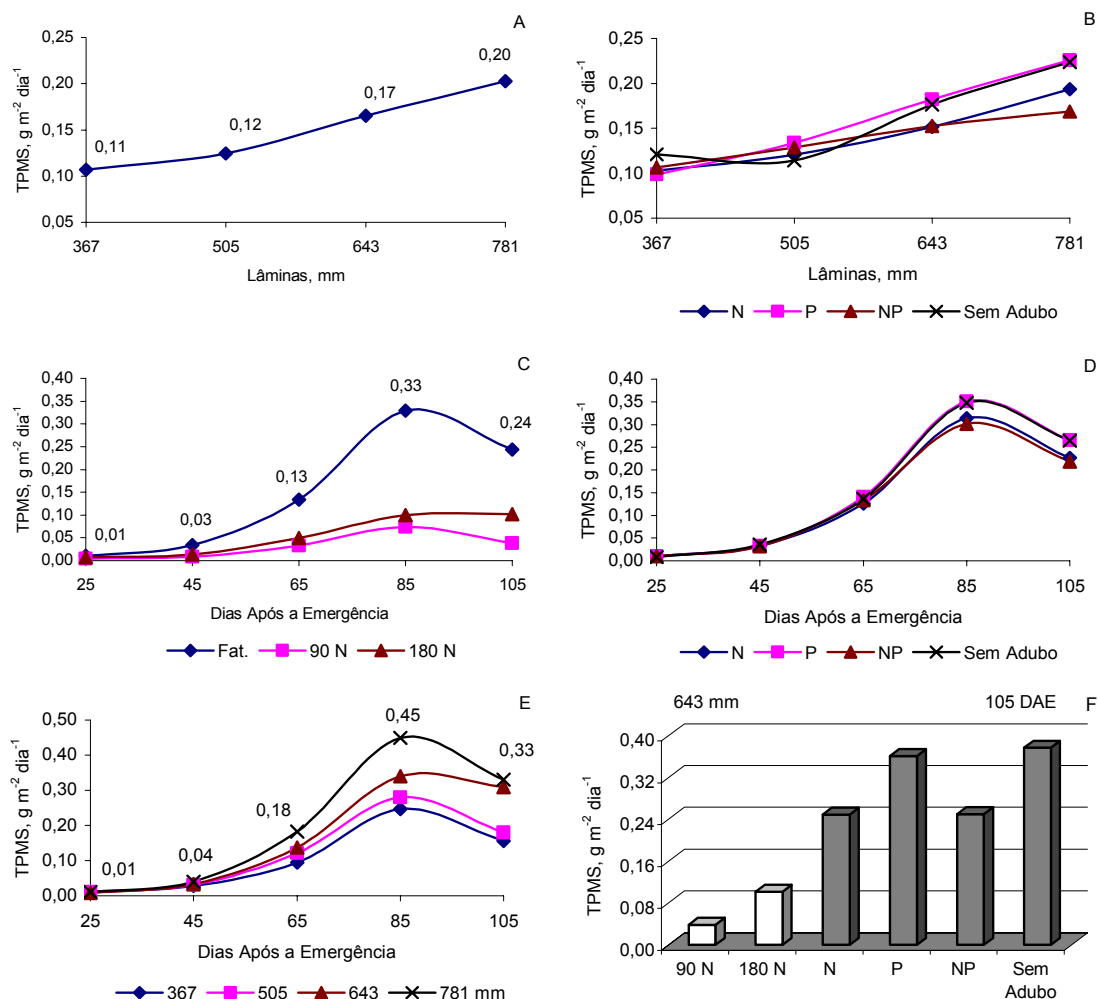 A
TPMS, g m⁻² dia⁻¹
0,25
0,20
0,15
0,10
0,05
0,11
0,12
0,17
0,20
367 505 643 781
Lâminas, mm
B
TPMS, g m⁻² dia⁻¹
0,25
0,20
0,15
0,10
0,05
367 505 643 781
Lâminas, mm
N P NP Sem Adubo
C
TPMS, g m⁻² dia⁻¹
0,40
0,35
0,30
0,25
0,20
0,15
0,10
0,05
0,00
0,01
0,03
0,13
0,33
0,24
25 45 65 85 105
Dias Após a Emergência
Fat. 90 N 180 N
D
TPMS, g m⁻² dia⁻¹
0,40
0,35
0,30
0,25
0,20
0,15
0,10
0,05
0,00
25 45 65 85 105
Dias Após a Emergência
N P NP Sem Adubo
E
TPMS, g m⁻² dia⁻¹
0,50
0,40
0,30
0,20
0,10
0,00
0,01
0,04
0,18
0,45
0,33
25 45 65 85 105
Dias Após a Emergência
367 505 643 781 mm
643 mm 105 DAE F
TPMS, g m⁻² dia⁻¹
0,40
0,32
0,24
0,16
0,08
0,00
90 N 180 N N P NP Sem
Adubo